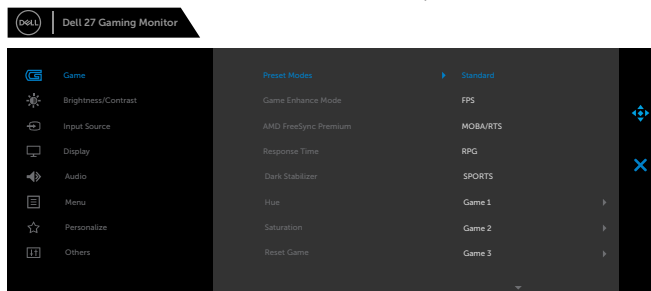 DELL Dell 27 Gaming Monitor
Game Preset Modes Standard
Brightness/Contrast Game Enhance Mode FPS
Input Source AMD FreeSync Premium MOBA/RTS
Display Response Time RPG
Audio Dark Stabilizer SPORTS
Menu Hue Game 1
Personalize Saturation Game 2
Others Reset Game Game 3